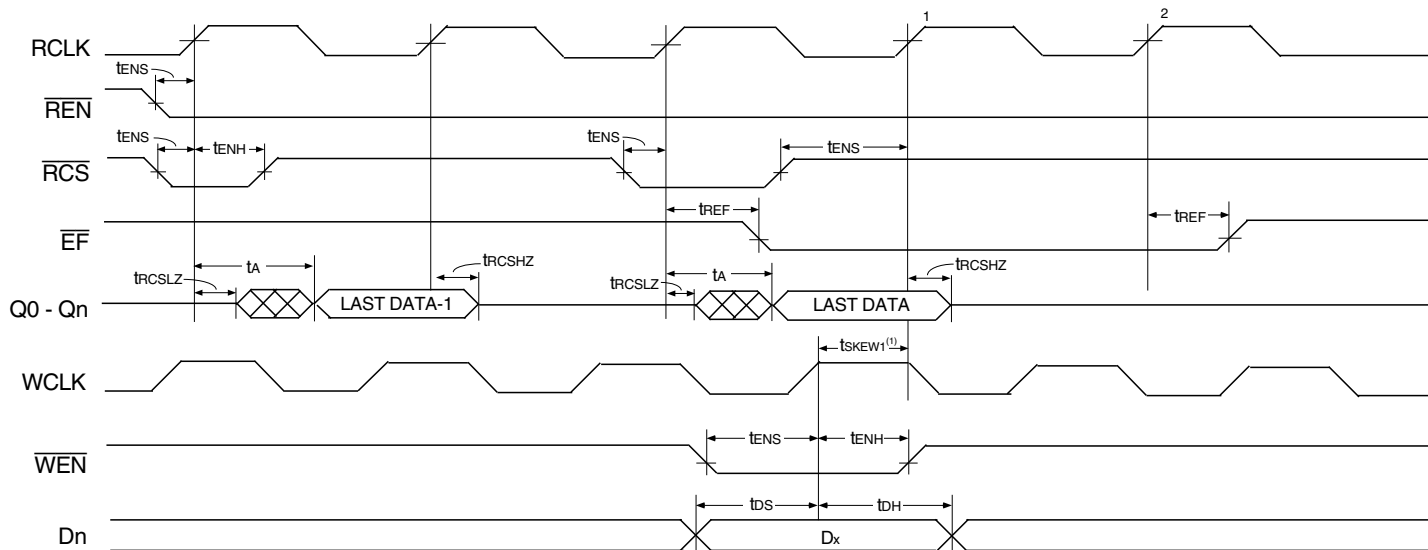 1 2
RCLK
tENS
REN
tENS tENH tENS tENS
RCS
tREF tREF
EF
tRCSLZ tA tRCSHZ tRCSLZ tA tRCSHZ
Q0 - Qn LAST DATA-1 LAST DATA
tSKEW1(1)
WCLK
tENS tENH
WEN
tDS tDH
Dn Dx